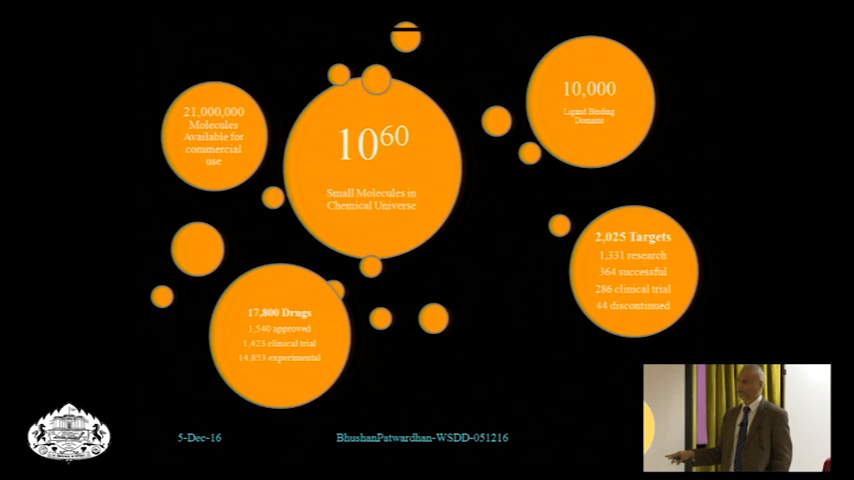 21,000,000
Molecules
Available for
commercial
use
10⁶⁰
Small Molecules in
Chemical Universe
10,000
Ligand Binding
Domains
2,025 Targets
1,331 research
364 successful
286 clinical trial
44 discontinued
17,800 Drugs
1,540 approved
1,423 clinical trial
14,853 experimental
5-Dec-16
BhushanPatwardhan-WSDD-051216